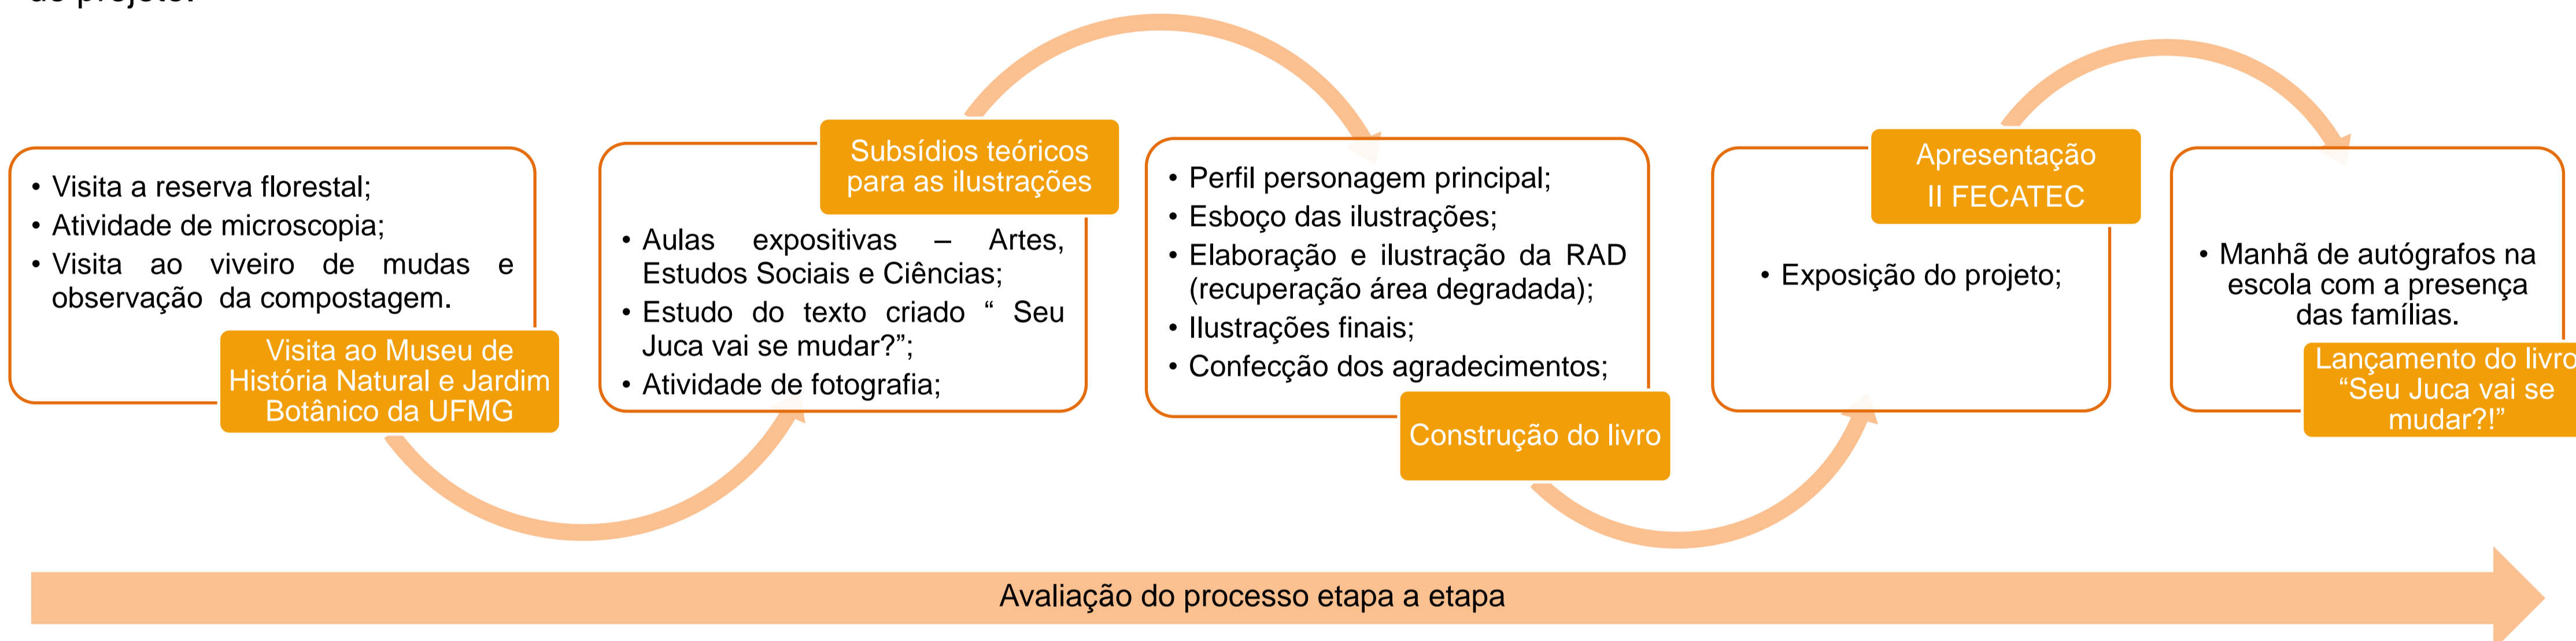 do projeto.
• Visita a reserva florestal;
• Atividade de microscopia;
• Visita ao viveiro de mudas e
observação da compostagem.
Visita ao Museu de
História Natural e Jardim
Botânico da UFMG
Subsídios teóricos
para as ilustrações
• Aulas expositivas – Artes,
Estudos Sociais e Ciências;
• Estudo do texto criado “ Seu
Juca vai se mudar?”;
• Atividade de fotografia;
• Perfil personagem principal;
• Esboço das ilustrações;
• Elaboração e ilustração da RAD
(recuperação área degradada);
• Ilustrações finais;
• Confecção dos agradecimentos;
Construção do livro
Apresentação
II FECATEC
• Exposição do projeto;
• Manhã de autógrafos na
escola com a presença
das famílias.
Lançamento do livro
“Seu Juca vai se
mudar?!”
Avaliação do processo etapa a etapa